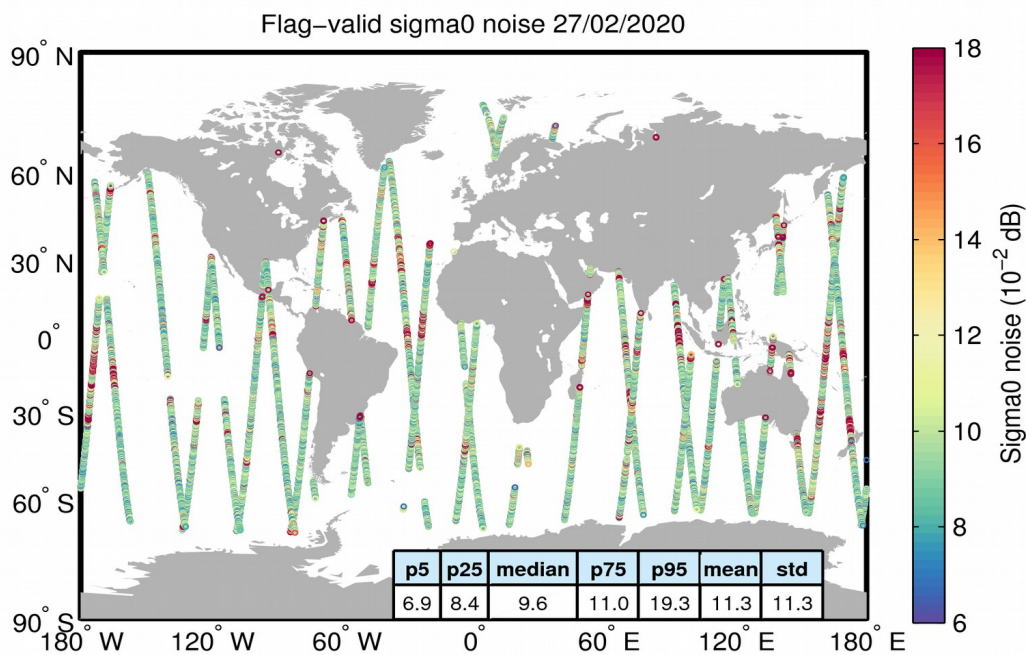 Flag−valid sigma0 noise 27/02/2020
90° N
60° N
30° N
0°
30° S
60° S
90° S
180° W
120° W
60° W
0°
60° E
120° E
180° E
p5 p25 median p75 p95 mean std
6.9 8.4 9.6 11.0 19.3 11.3 11.3
18
16
14
12
10
8
6
Sigma0 noise (10⁻² dB)